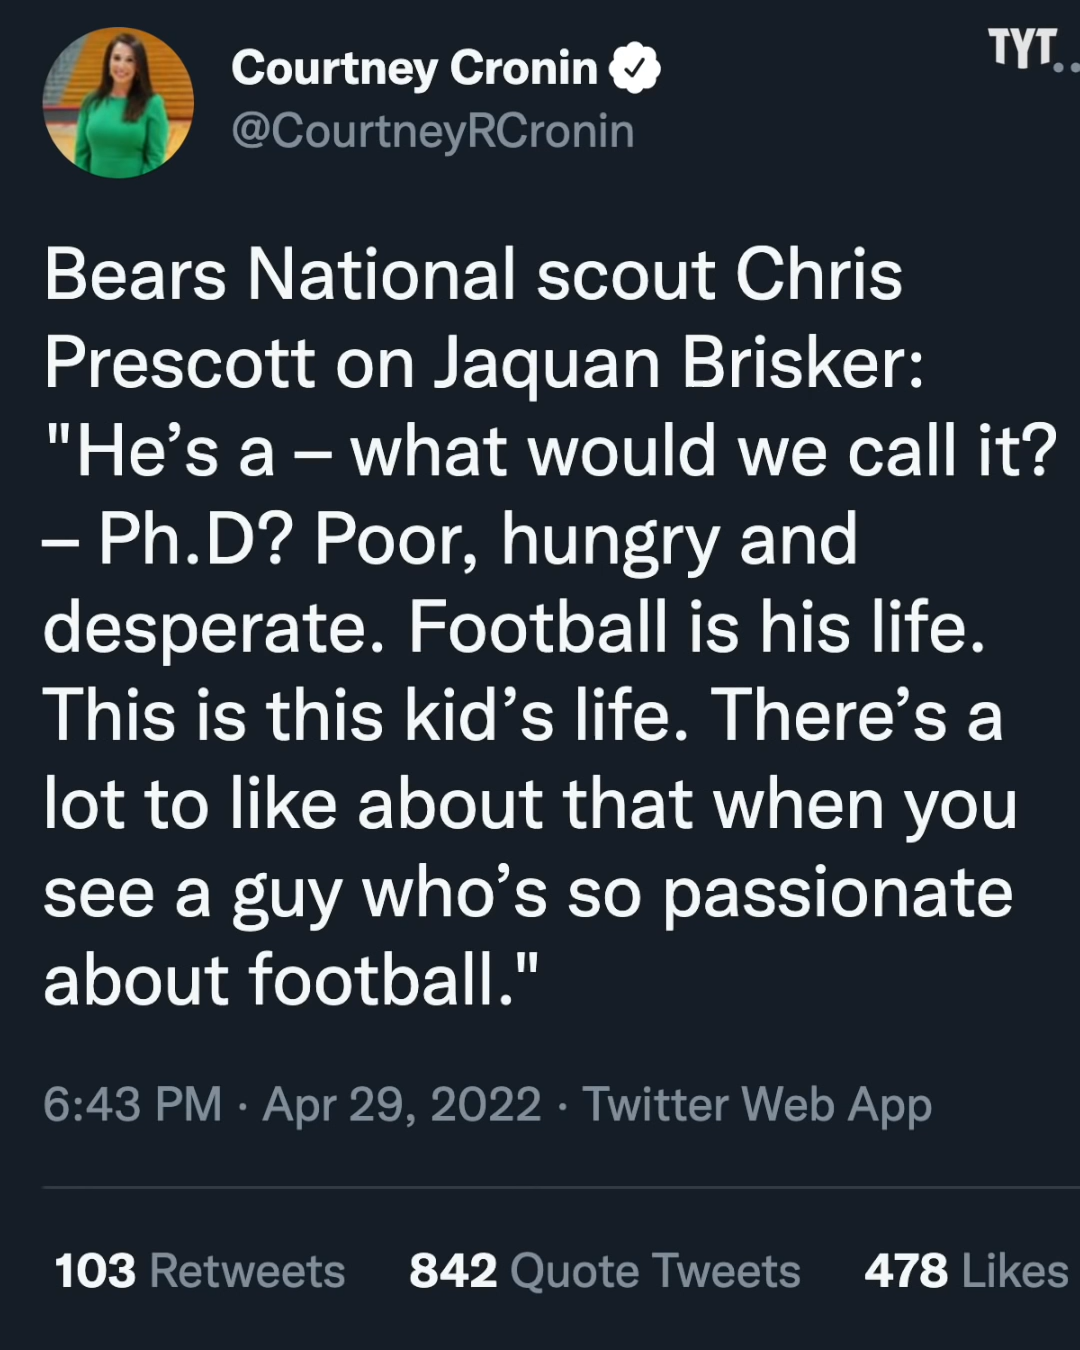 Courtney Cronin
TYT
@CourtneyRCronin
Bears National scout Chris
Prescott on Jaquan Brisker:
"He’s a – what would we call it?
– Ph.D? Poor, hungry and
desperate. Football is his life.
This is this kid’s life. There’s a
lot to like about that when you
see a guy who’s so passionate
about football."
6:43 PM · Apr 29, 2022 · Twitter Web App
103 Retweets 842 Quote Tweets 478 Likes